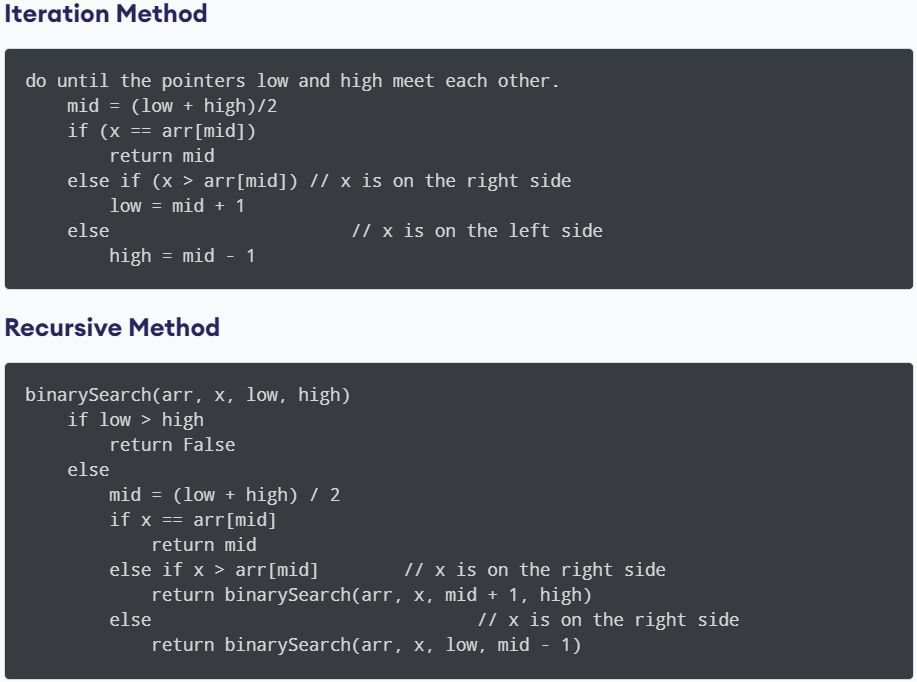 Iteration Method
do until the pointers low and high meet each other.
    mid = (low + high)/2
    if (x == arr[mid])
        return mid
    else if (x > arr[mid]) // x is on the right side
        low = mid + 1
    else                       // x is on the left side
        high = mid - 1
Recursive Method
binarySearch(arr, x, low, high)
    if low > high
        return False
    else
        mid = (low + high) / 2
        if x == arr[mid]
            return mid
        else if x > arr[mid]        // x is on the right side
            return binarySearch(arr, x, mid + 1, high)
        else                               // x is on the right side
            return binarySearch(arr, x, low, mid - 1)